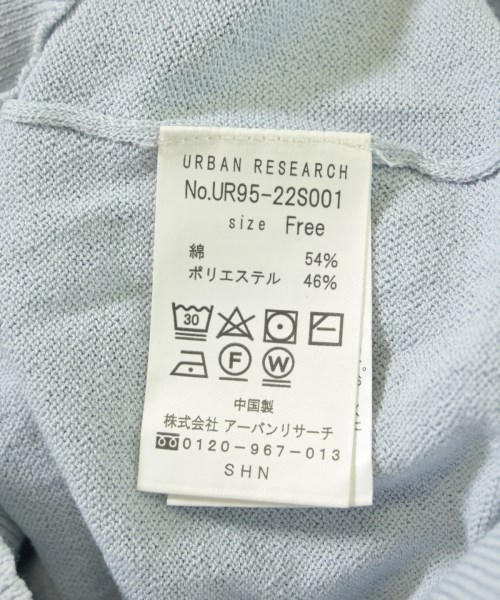 URBAN RESEARCH
No.UR95-22S001
size Free
綿 54%
ポリエステル 46%
30
F W
中国製
株式会社 アーバンリサーチ
0120-967-013
SHN